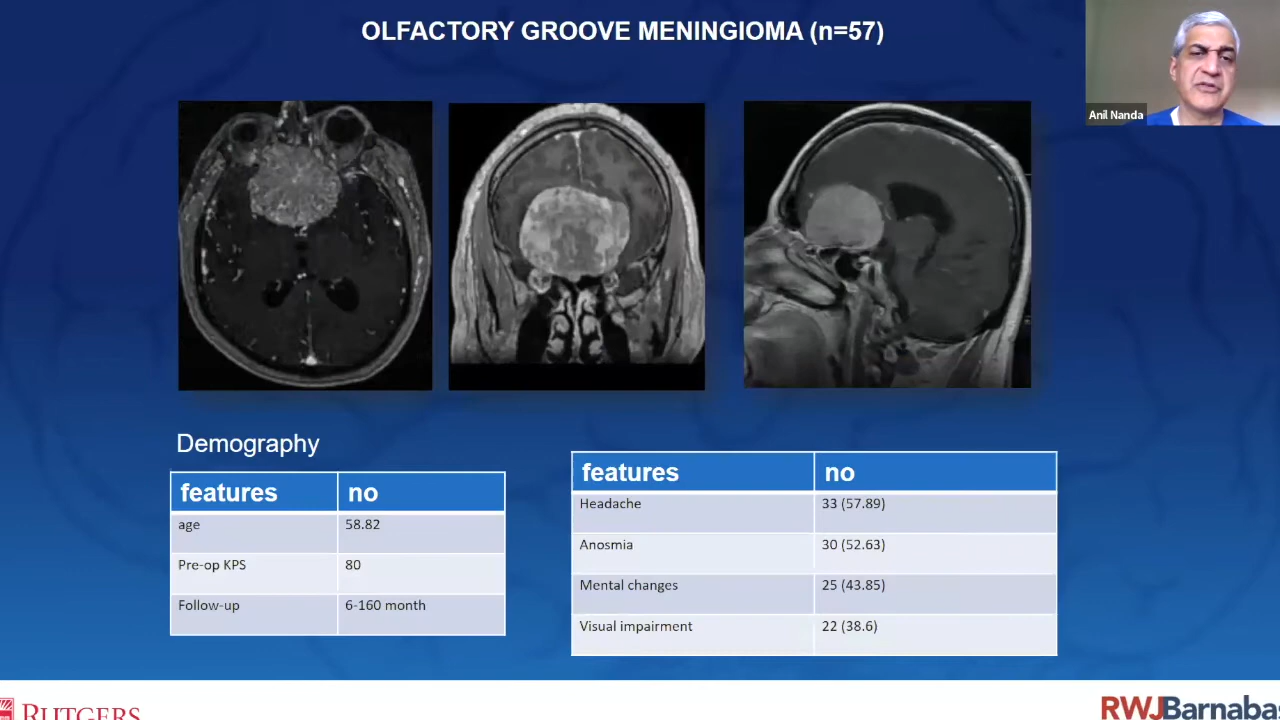 OLFACTORY GROOVE MENINGIOMA (n=57)
Anil Nanda
Demography
features no
age 58.82
Pre-op KPS 80
Follow-up 6-160 month
features no
Headache 33 (57.89)
Anosmia 30 (52.63)
Mental changes 25 (43.85)
Visual impairment 22 (38.6)
RUTGERS
RWJBarnabas